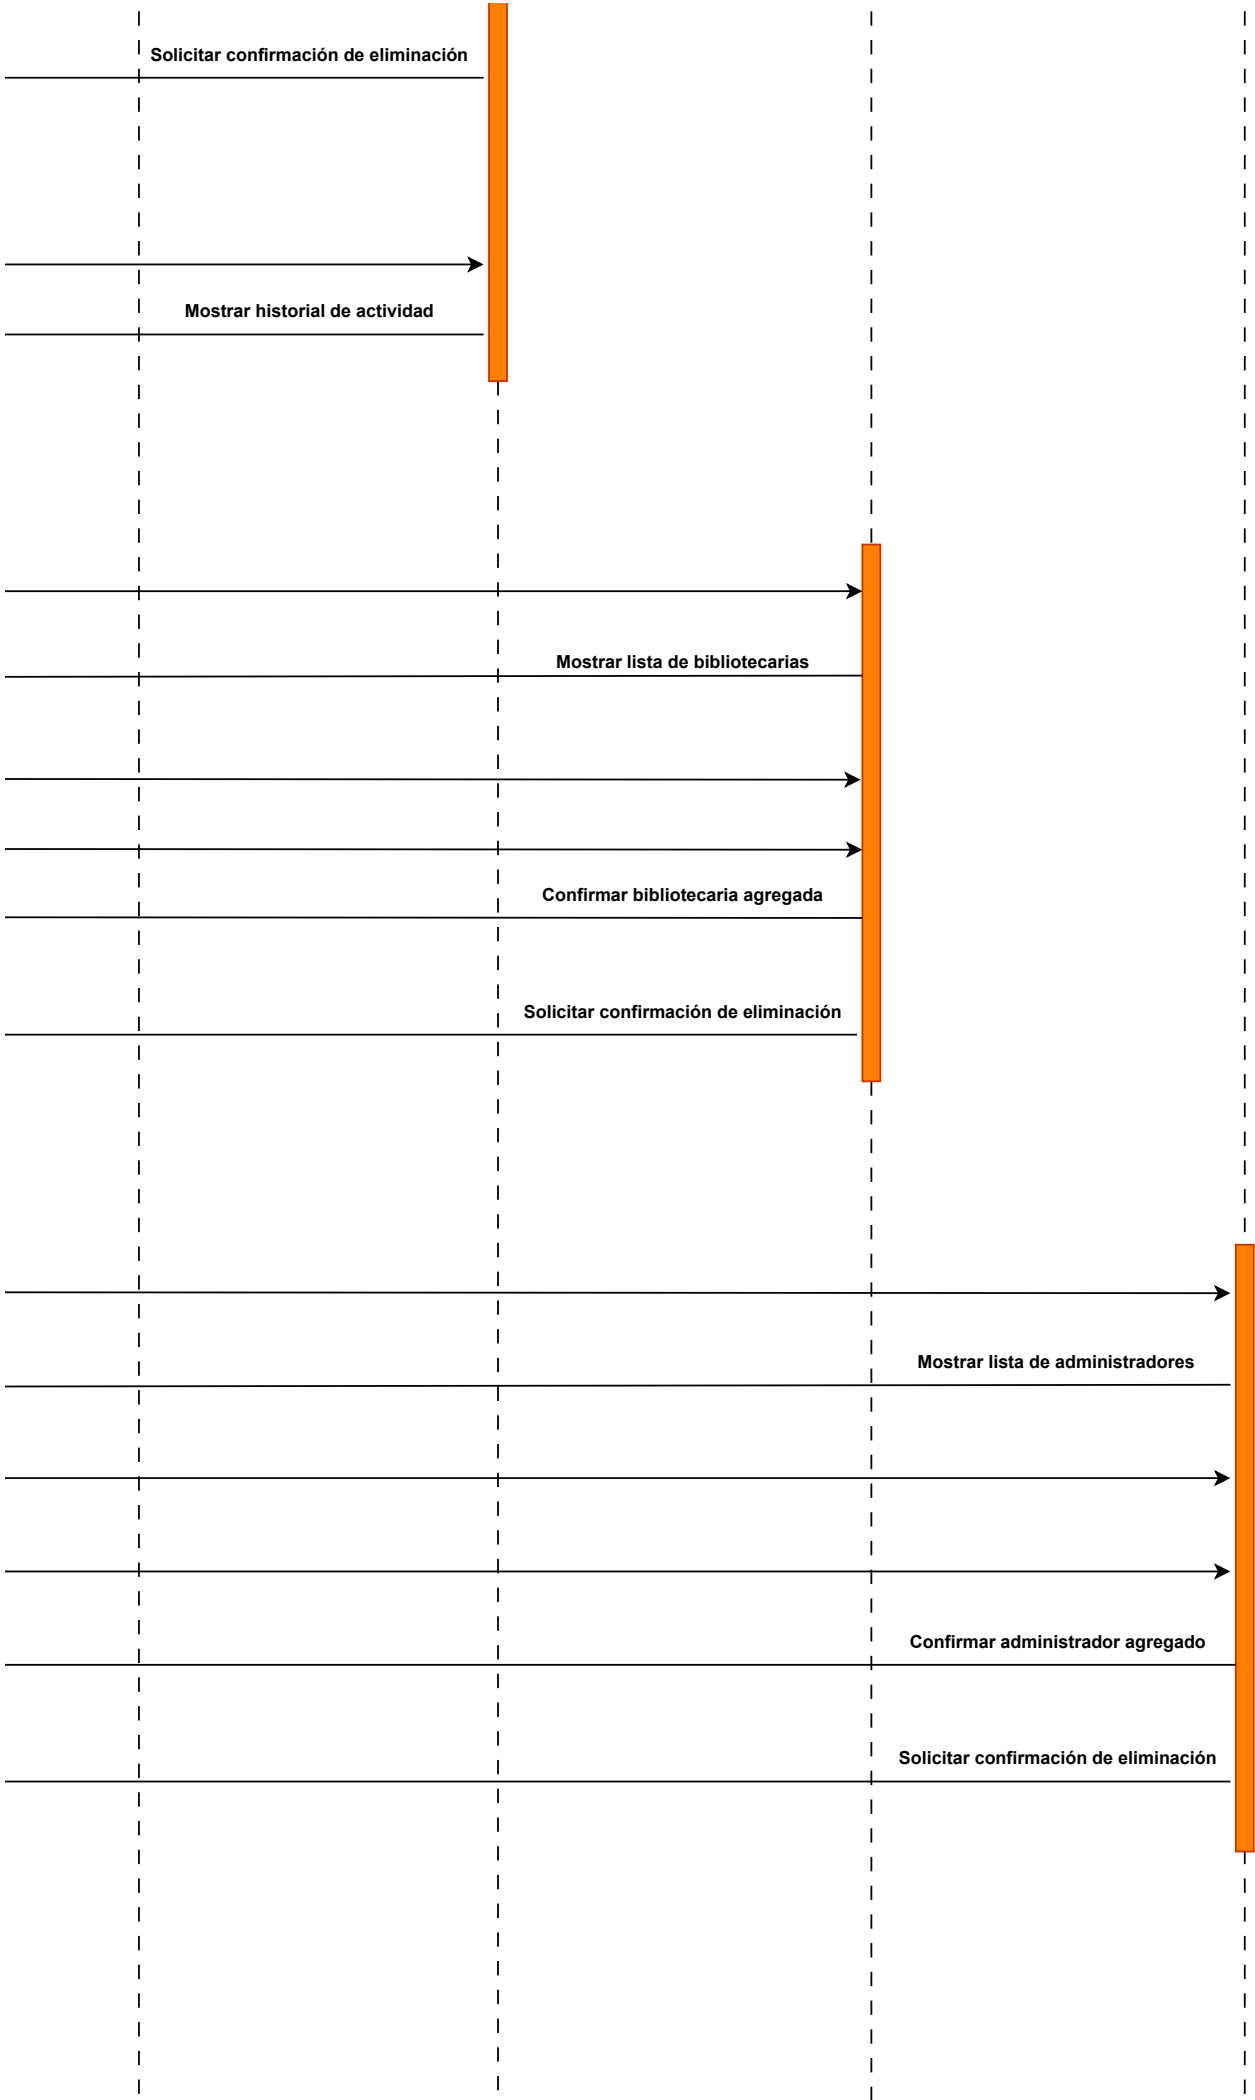 Solicitar confirmación de eliminación
Mostrar historial de actividad
Mostrar lista de bibliotecarias
Confirmar bibliotecaria agregada
Solicitar confirmación de eliminación
Mostrar lista de administradores
Confirmar administrador agregado
Solicitar confirmación de eliminación